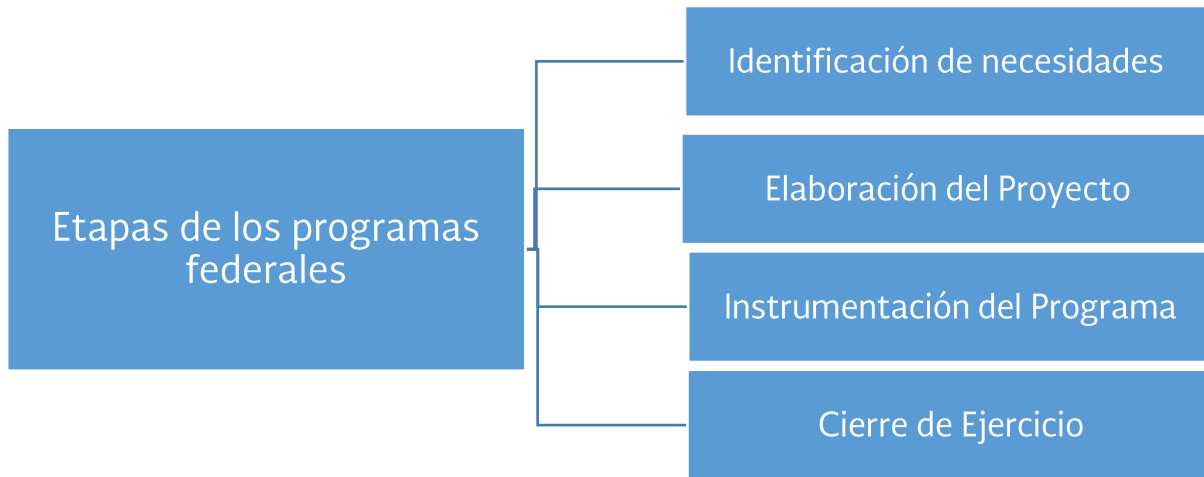 Etapas de los programas
federales
Identificación de necesidades
Elaboración del Proyecto
Instrumentación del Programa
Cierre de Ejercicio